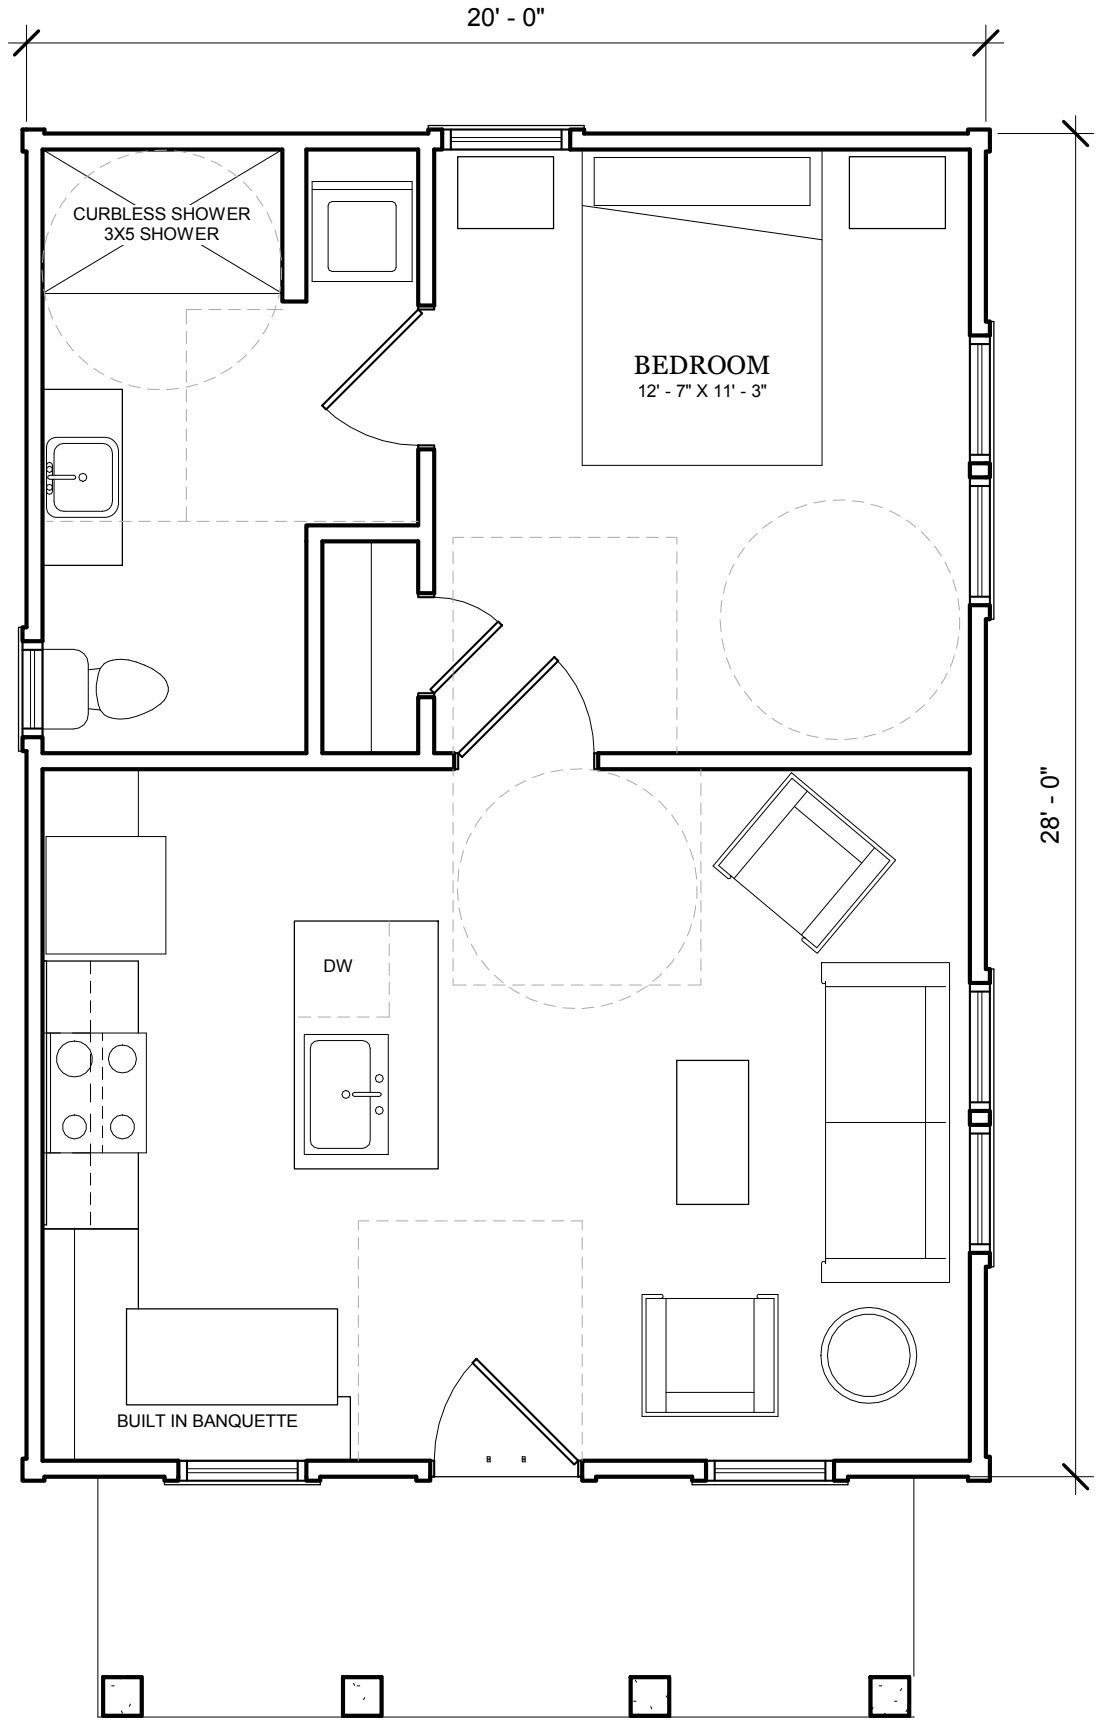 20' - 0"
CURBLESS SHOWER
3X5 SHOWER
BEDROOM
12' - 7" X 11' - 3"
28' - 0"
DW
BUILT IN BANQUETTE